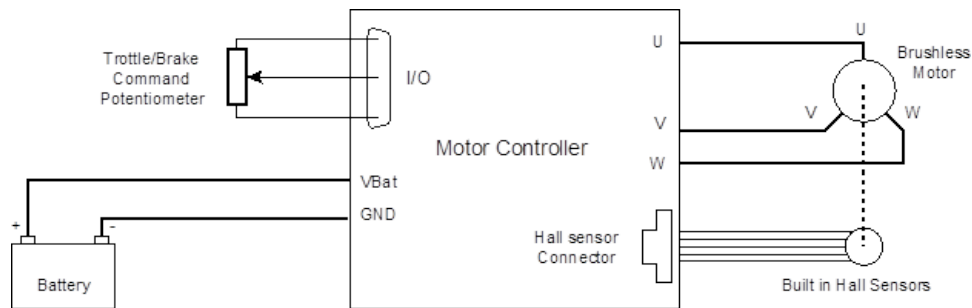 Trottle/Brake
Command
Potentiometer
I/O
U
U
Brushless
Motor
V
V
W
W
Motor Controller
VBat
GND
+
-
Battery
Hall sensor
Connector
Built in Hall Sensors